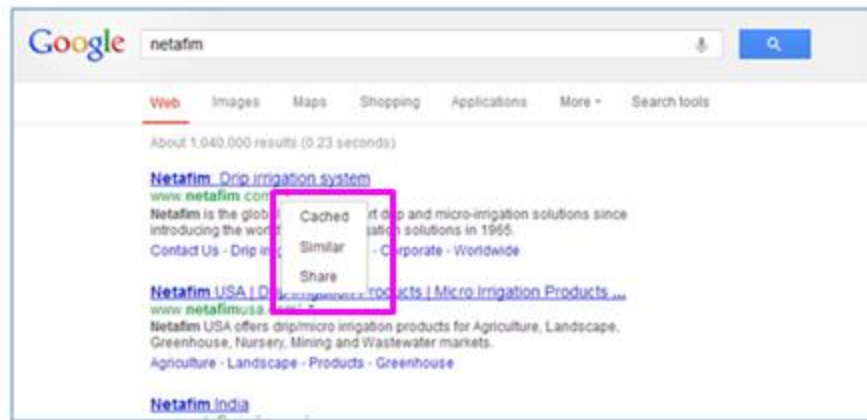 Google netafim
Web Images Maps Shopping Applications More Search tools
About 1,040,000 results (0.23 seconds)
Netafim: Drip irrigation system
www.netafim.com
Netafim is the glob rt drip and micro-irrigation solutions since
introducing the worl gation solutions in 1965.
Contact Us - Drip irri - Corporate - Worldwide
Cached
Similar
Share
Netafim USA | Drip Irrigation Products | Micro Irrigation Products ...
www.netafimusa.com/
Netafim USA offers drip/micro irrigation products for Agriculture, Landscape,
Greenhouse, Nursery, Mining and Wastewater markets.
Agriculture - Landscape - Products - Greenhouse
Netafim India